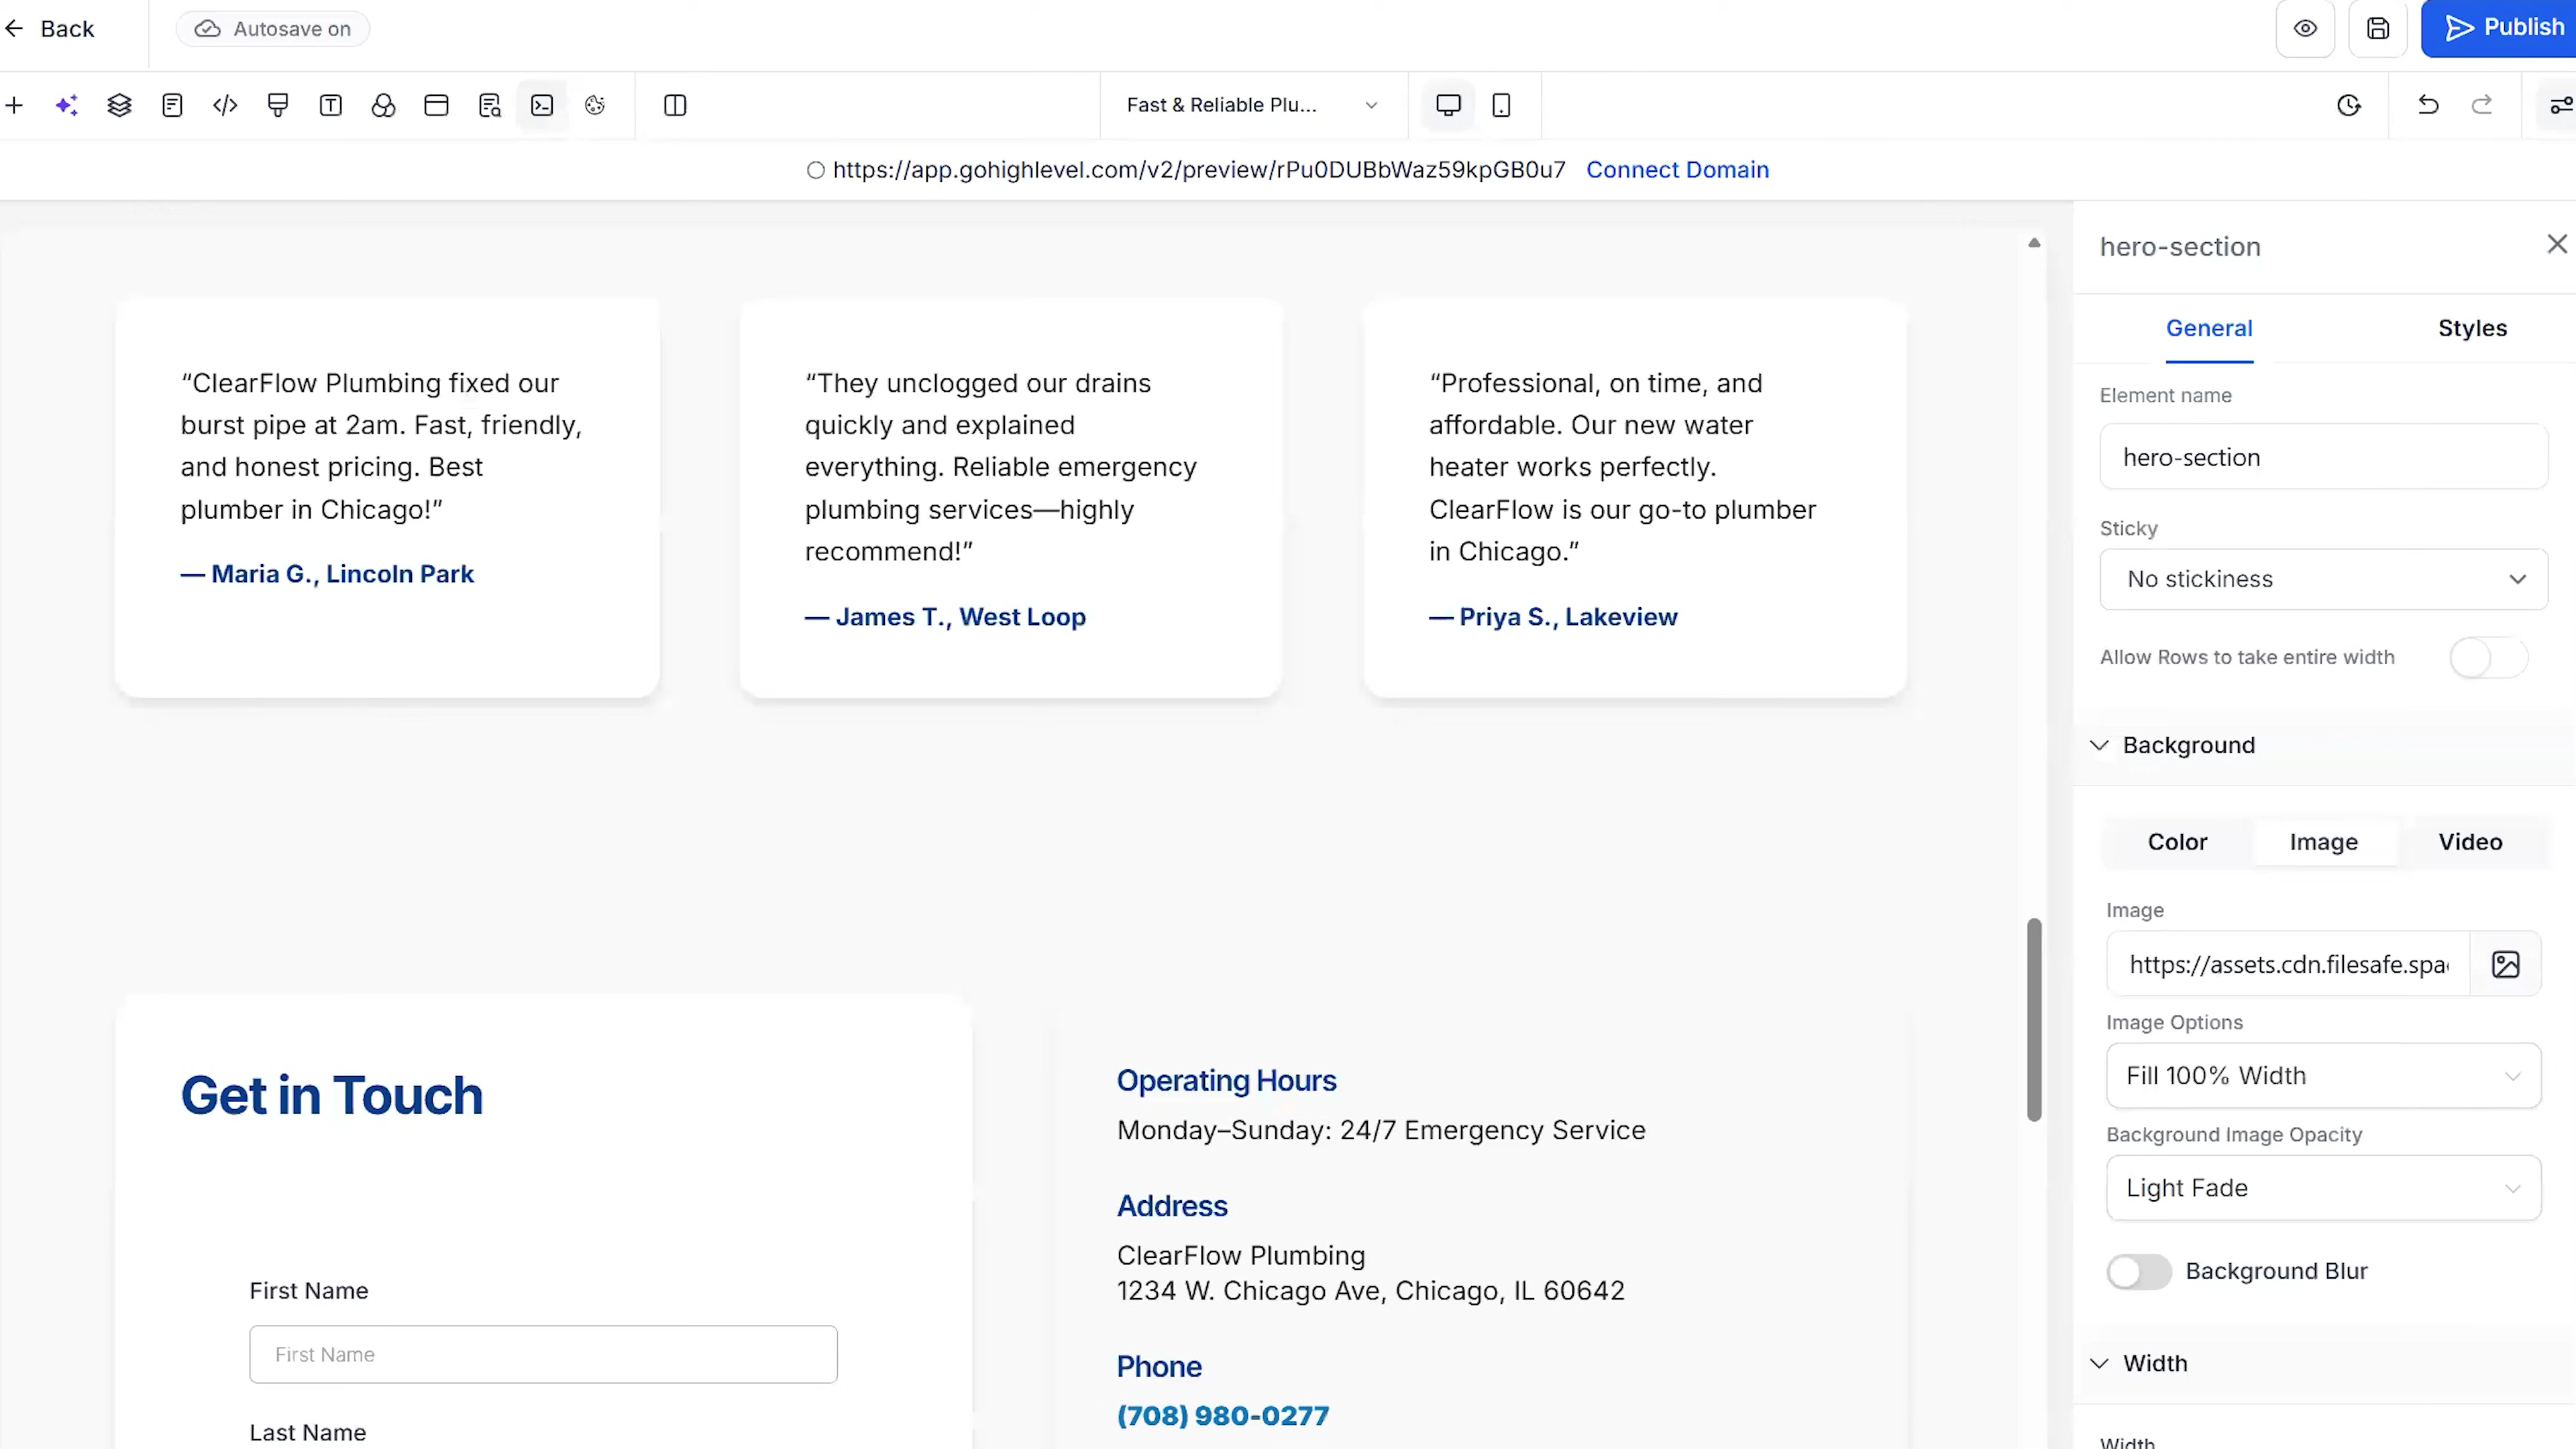 Back
Autosave on
Publish
Fast & Reliable Plu...
https://app.gohighlevel.com/v2/preview/rPu0DUBbWaz59kpGB0u7 Connect Domain
“ClearFlow Plumbing fixed our
burst pipe at 2am. Fast, friendly,
and honest pricing. Best
plumber in Chicago!”
— Maria G., Lincoln Park
“They unclogged our drains
quickly and explained
everything. Reliable emergency
plumbing services—highly
recommend!”
— James T., West Loop
“Professional, on time, and
affordable. Our new water
heater works perfectly.
ClearFlow is our go-to plumber
in Chicago.”
— Priya S., Lakeview
Get in Touch
First Name
First Name
Last Name
Operating Hours
Monday–Sunday: 24/7 Emergency Service
Address
ClearFlow Plumbing
1234 W. Chicago Ave, Chicago, IL 60642
Phone
(708) 980-0277
hero-section
General
Styles
Element name
hero-section
Sticky
No stickiness
Allow Rows to take entire width
Background
Color
Image
Video
Image
https://assets.cdn.filesafe.spa
Image Options
Fill 100% Width
Background Image Opacity
Light Fade
Background Blur
Width
Width